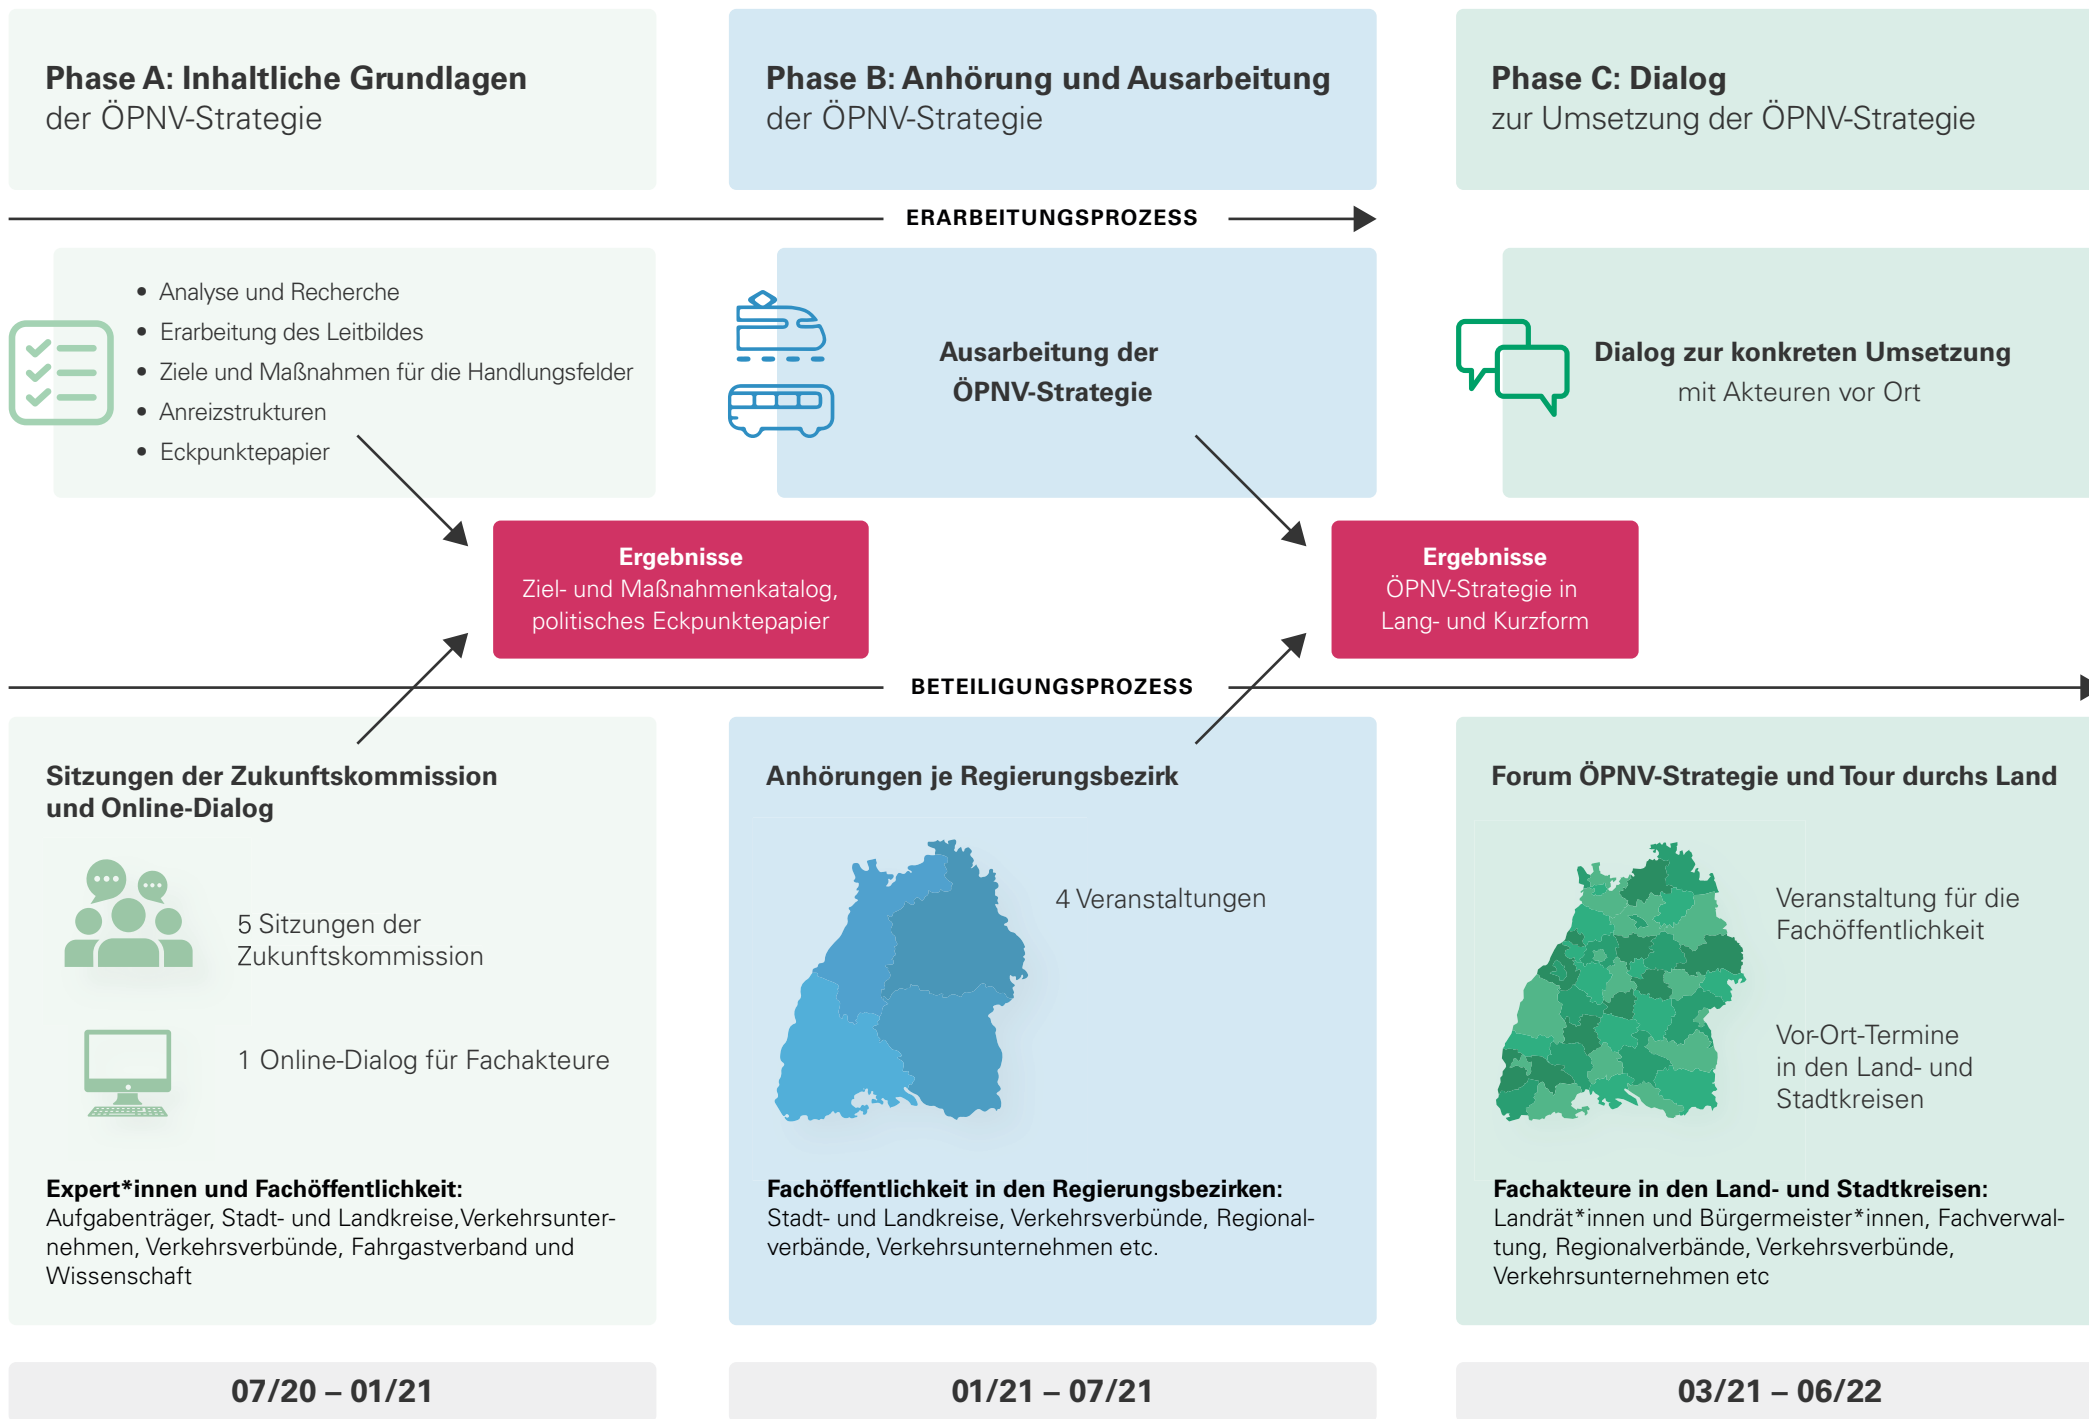 Phase A: Inhaltliche Grundlagen
der ÖPNV-Strategie
Phase B: Anhörung und Ausarbeitung
der ÖPNV-Strategie
Phase C: Dialog
zur Umsetzung der ÖPNV-Strategie
ERARBEITUNGSPROZESS
• Analyse und Recherche
• Erarbeitung des Leitbildes
• Ziele und Maßnahmen für die Handlungsfelder
• Anreizstrukturen
• Eckpunktepapier
Ausarbeitung der
ÖPNV-Strategie
Dialog zur konkreten Umsetzung
mit Akteuren vor Ort
Ergebnisse
Ziel- und Maßnahmenkatalog,
politisches Eckpunktepapier
Ergebnisse
ÖPNV-Strategie in
Lang- und Kurzform
BETEILIGUNGSPROZESS
Sitzungen der Zukunftskommission
und Online-Dialog
5 Sitzungen der
Zukunftskommission
1 Online-Dialog für Fachakteure
Expert*innen und Fachöffentlichkeit:
Aufgabenträger, Stadt- und Landkreise,Verkehrsunter-
nehmen, Verkehrsverbünde, Fahrgastverband und
Wissenschaft
Anhörungen je Regierungsbezirk
4 Veranstaltungen
Fachöffentlichkeit in den Regierungsbezirken:
Stadt- und Landkreise, Verkehrsverbünde, Regional-
verbände, Verkehrsunternehmen etc.
Forum ÖPNV-Strategie und Tour durchs Land
Veranstaltung für die
Fachöffentlichkeit
Vor-Ort-Termine
in den Land- und
Stadtkreisen
Fachakteure in den Land- und Stadtkreisen:
Landrät*innen und Bürgermeister*innen, Fachverwal-
tung, Regionalverbände, Verkehrsverbünde,
Verkehrsunternehmen etc
07/20 – 01/21
01/21 – 07/21
03/21 – 06/22